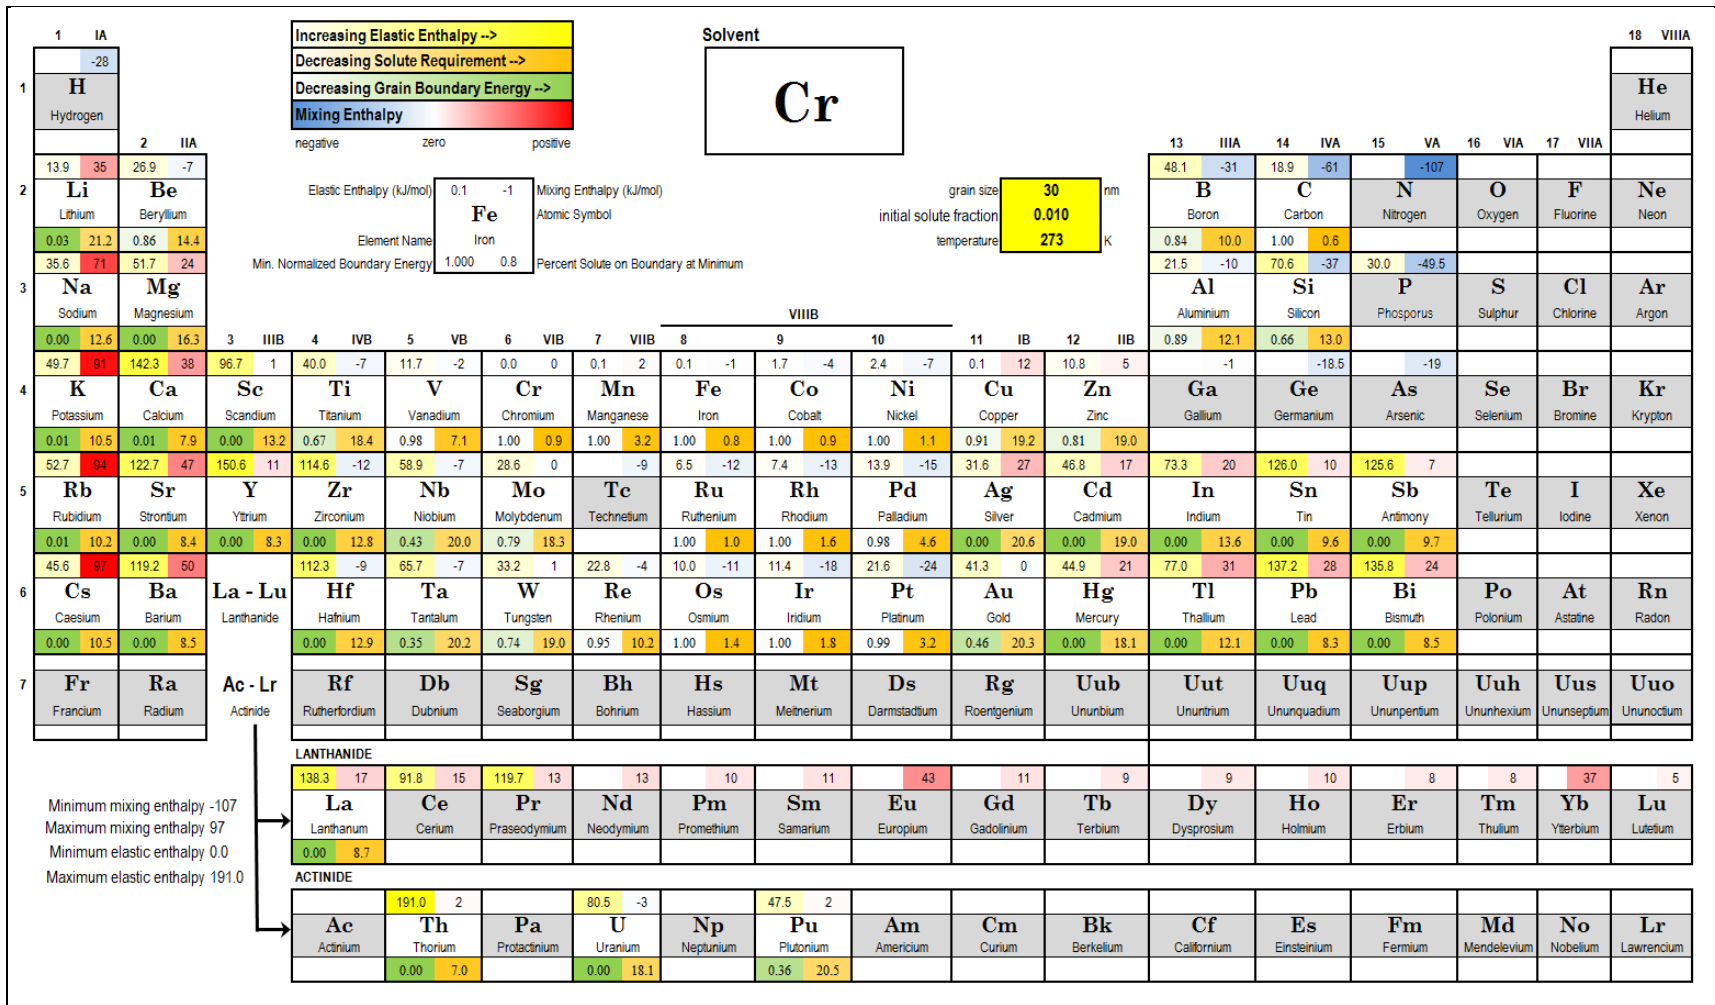 1 IA
Increasing Elastic Enthalpy -->
Solvent
18 VIIIA
-28
Decreasing Solute Requirement -->
1 H He
Decreasing Grain Boundary Energy -->
Cr
Hydrogen Helium
Mixing Enthalpy
2 IIA
negative zero positive
13 IIIA 14 IVA 15 VA 16 VIA 17 VIIA
13.9 35 26.9 -7 48.1 -31 18.9 -61 -107
2 Li Be Elastic Enthalpy (kJ/mol) 0.1 -1 Mixing Enthalpy (kJ/mol) grain size 30 nm B C N O F Ne
Lithium Beryllium Fe Atomic Symbol initial solute fraction 0.010 Boron Carbon Nitrogen Oxygen Fluorine Neon
0.03 21.2 0.86 14.4 Element Name Iron temperature 273 K 0.84 10.0 1.00 0.6
35.6 71 51.7 24 Min. Normalized Boundary Energy 1.000 0.8 Percent Solute on Boundary at Minimum 21.5 -10 70.6 -37 30.0 -49.5
3 Na Mg Al Si P S Cl Ar
Sodium Magnesium Aluminium Silicon Phosporus Sulphur Chlorine Argon
VIIIB
0.00 12.6 0.00 16.3 3 IIIB 4 IVB 5 VB 6 VIB 7 VIIB 8 9 10 11 IB 12 IIB 0.89 12.1 0.66 13.0
49.7 91 142.3 38 96.7 1 40.0 -7 11.7 -2 0.0 0 0.1 2 0.1 -1 1.7 -4 2.4 -7 0.1 12 10.8 5 -1 -18.5 -19
4 K Ca Sc Ti V Cr Mn Fe Co Ni Cu Zn Ga Ge As Se Br Kr
Potassium Calcium Scandium Titanium Vanadium Chromium Manganese Iron Cobalt Nickel Copper Zinc Gallium Germanium Arsenic Selenium Bromine Krypton
0.01 10.5 0.01 7.9 0.00 13.2 0.67 18.4 0.98 7.1 1.00 0.9 1.00 3.2 1.00 0.8 1.00 0.9 1.00 1.1 0.91 19.2 0.81 19.0
52.7 94 122.7 47 150.6 11 114.6 -12 58.9 -7 28.6 0 -9 6.5 -12 7.4 -13 13.9 -15 31.6 27 46.8 17 73.3 20 126.0 10 125.6 7
5 Rb Sr Y Zr Nb Mo Tc Ru Rh Pd Ag Cd In Sn Sb Te I Xe
Rubidium Strontium Yttrium Zirconium Niobium Molybdenum Technetium Ruthenium Rhodium Palladium Silver Cadmium Indium Tin Antimony Tellurium Iodine Xenon
0.01 10.2 0.00 8.4 0.00 8.3 0.00 12.8 0.43 20.0 0.79 18.3 1.00 1.0 1.00 1.6 0.98 4.6 0.00 20.6 0.00 19.0 0.00 13.6 0.00 9.6 0.00 9.7
45.6 97 119.2 50 112.3 -9 65.7 -7 33.2 1 22.8 -4 10.0 -11 11.4 -18 21.6 -24 41.3 0 44.9 21 77.0 31 137.2 28 135.8 24
6 Cs Ba La - Lu Hf Ta W Re Os Ir Pt Au Hg Tl Pb Bi Po At Rn
Caesium Barium Lanthanide Hafnium Tantalum Tungsten Rhenium Osmium Iridium Platinum Gold Mercury Thallium Lead Bismuth Polonium Astatine Radon
0.00 10.5 0.00 8.5 0.00 12.9 0.35 20.2 0.74 19.0 0.95 10.2 1.00 1.4 1.00 1.8 0.99 3.2 0.46 20.3 0.00 18.1 0.00 12.1 0.00 8.3 0.00 8.5
7 Fr Ra Ac - Lr Rf Db Sg Bh Hs Mt Ds Rg Uub Uut Uuq Uup Uuh Uus Uuo
Francium Radium Actinide Rutherfordium Dubnium Seaborgium Bohrium Hassium Meitnerium Darmstadtium Roentgenium Ununbium Ununtrium Ununquadium Ununpentium Ununhexium Ununseptium Ununoctium
LANTHANIDE
138.3 17 91.8 15 119.7 13 13 10 11 43 11 9 9 10 8 8 37 5
La Ce Pr Nd Pm Sm Eu Gd Tb Dy Ho Er Tm Yb Lu
Lanthanum Cerium Praseodymium Neodymium Promethium Samarium Europium Gadolinium Terbium Dysprosium Holmium Erbium Thulium Ytterbium Lutetium
0.00 8.7
Minimum mixing enthalpy -107
Maximum mixing enthalpy 97
Minimum elastic enthalpy 0.0
Maximum elastic enthalpy 191.0
ACTINIDE
191.0 2 80.5 -3 47.5 2
Ac Th Pa U Np Pu Am Cm Bk Cf Es Fm Md No Lr
Actinium Thorium Protactinium Uranium Neptunium Plutonium Americium Curium Berkelium Californium Einsteinium Fermium Mendelevium Nobelium Lawrencium
0.00 7.0 0.00 18.1 0.36 20.5